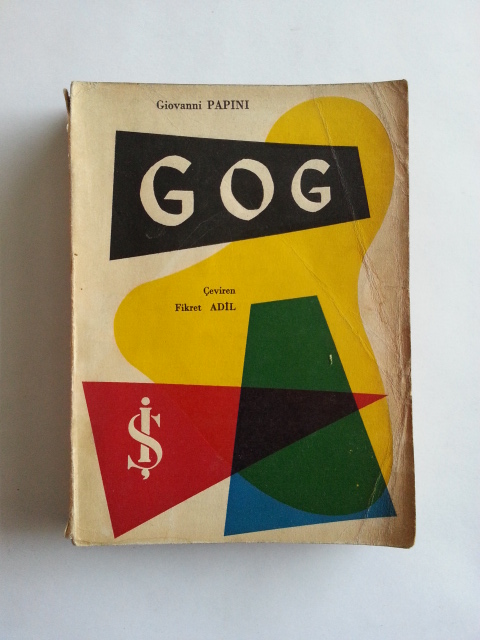 Giovanni PAPINI
GOG
Çeviren
Fikret ADİL
İŞ